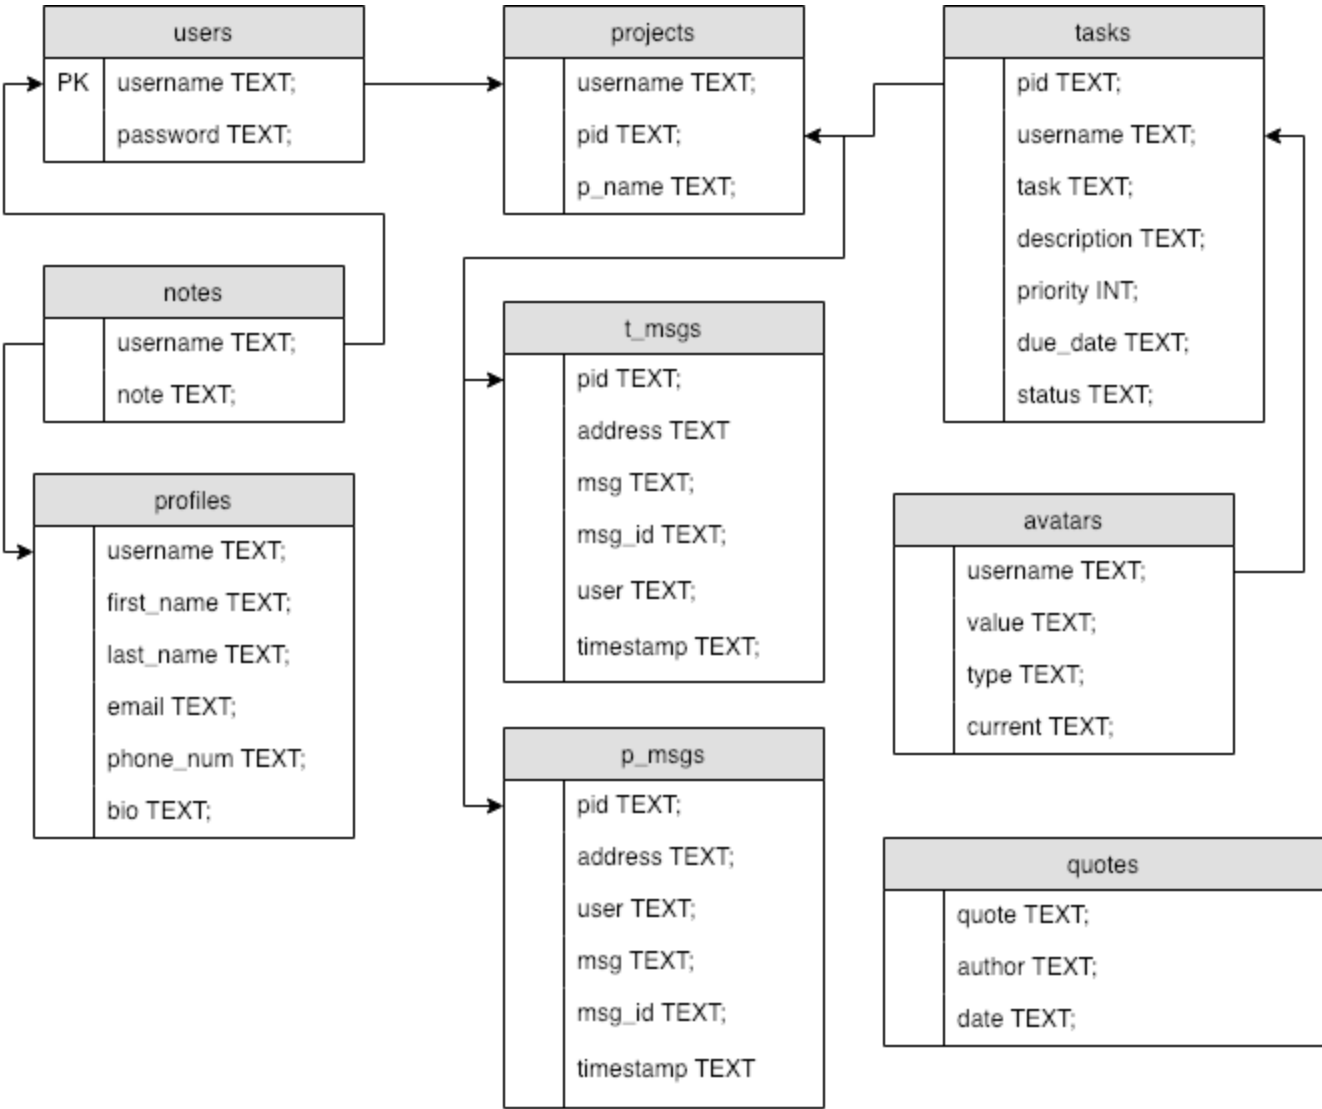 users
PK username TEXT;
password TEXT;
projects
username TEXT;
pid TEXT;
p_name TEXT;
tasks
pid TEXT;
username TEXT;
task TEXT;
description TEXT;
priority INT;
due_date TEXT;
status TEXT;
notes
username TEXT;
note TEXT;
t_msgs
pid TEXT;
address TEXT
msg TEXT;
msg_id TEXT;
user TEXT;
timestamp TEXT;
profiles
username TEXT;
first_name TEXT;
last_name TEXT;
email TEXT;
phone_num TEXT;
bio TEXT;
avatars
username TEXT;
value TEXT;
type TEXT;
current TEXT;
p_msgs
pid TEXT;
address TEXT;
user TEXT;
msg TEXT;
msg_id TEXT;
timestamp TEXT
quotes
quote TEXT;
author TEXT;
date TEXT;